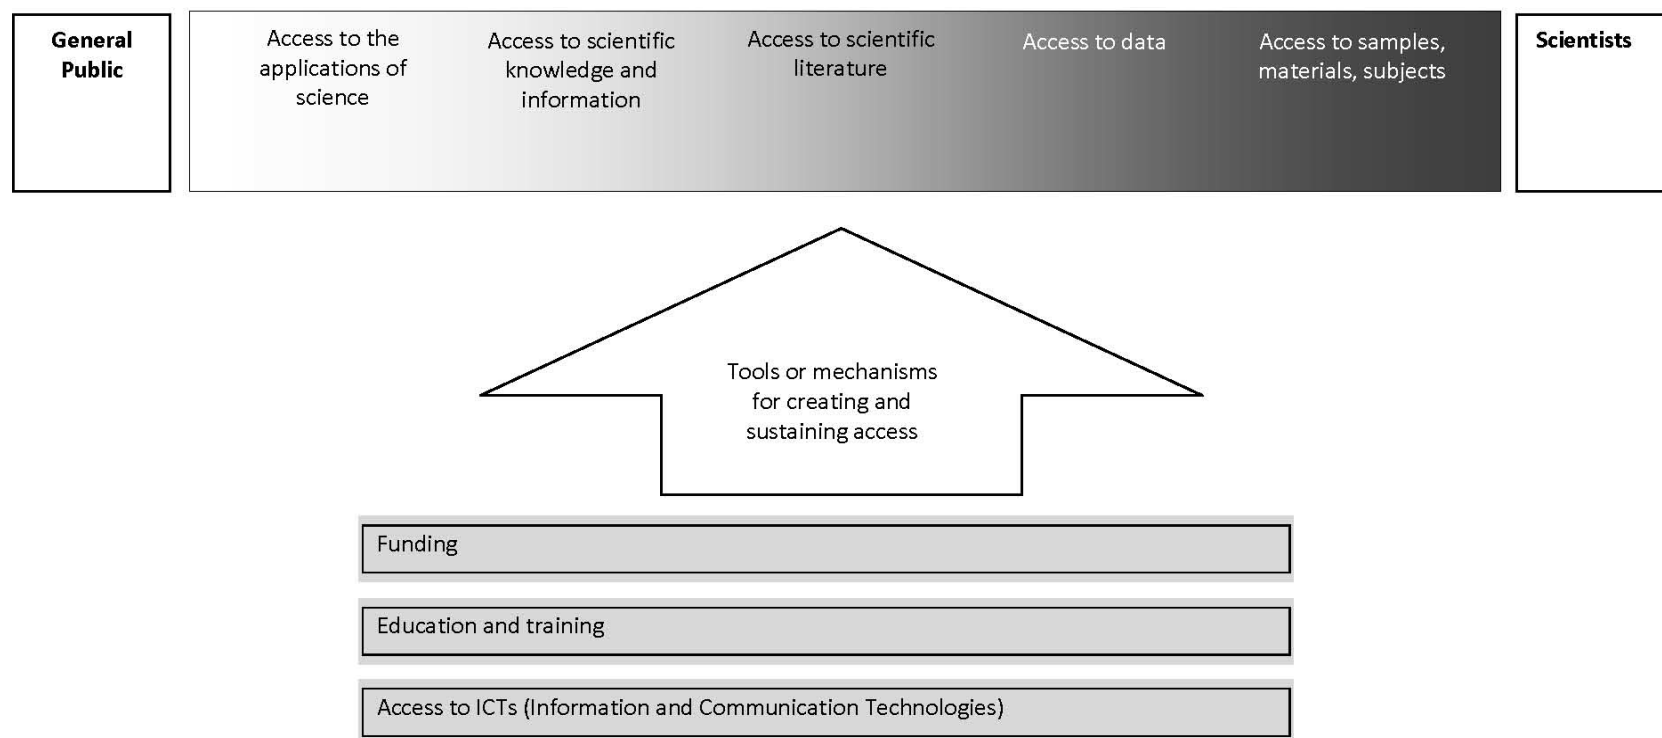 General
Public
Access to the
applications of
science
Access to scientific
knowledge and
information
Access to scientific
literature
Access to data
Access to samples,
materials, subjects
Scientists
Tools or mechanisms
for creating and
sustaining access
Funding
Education and training
Access to ICTs (Information and Communication Technologies)